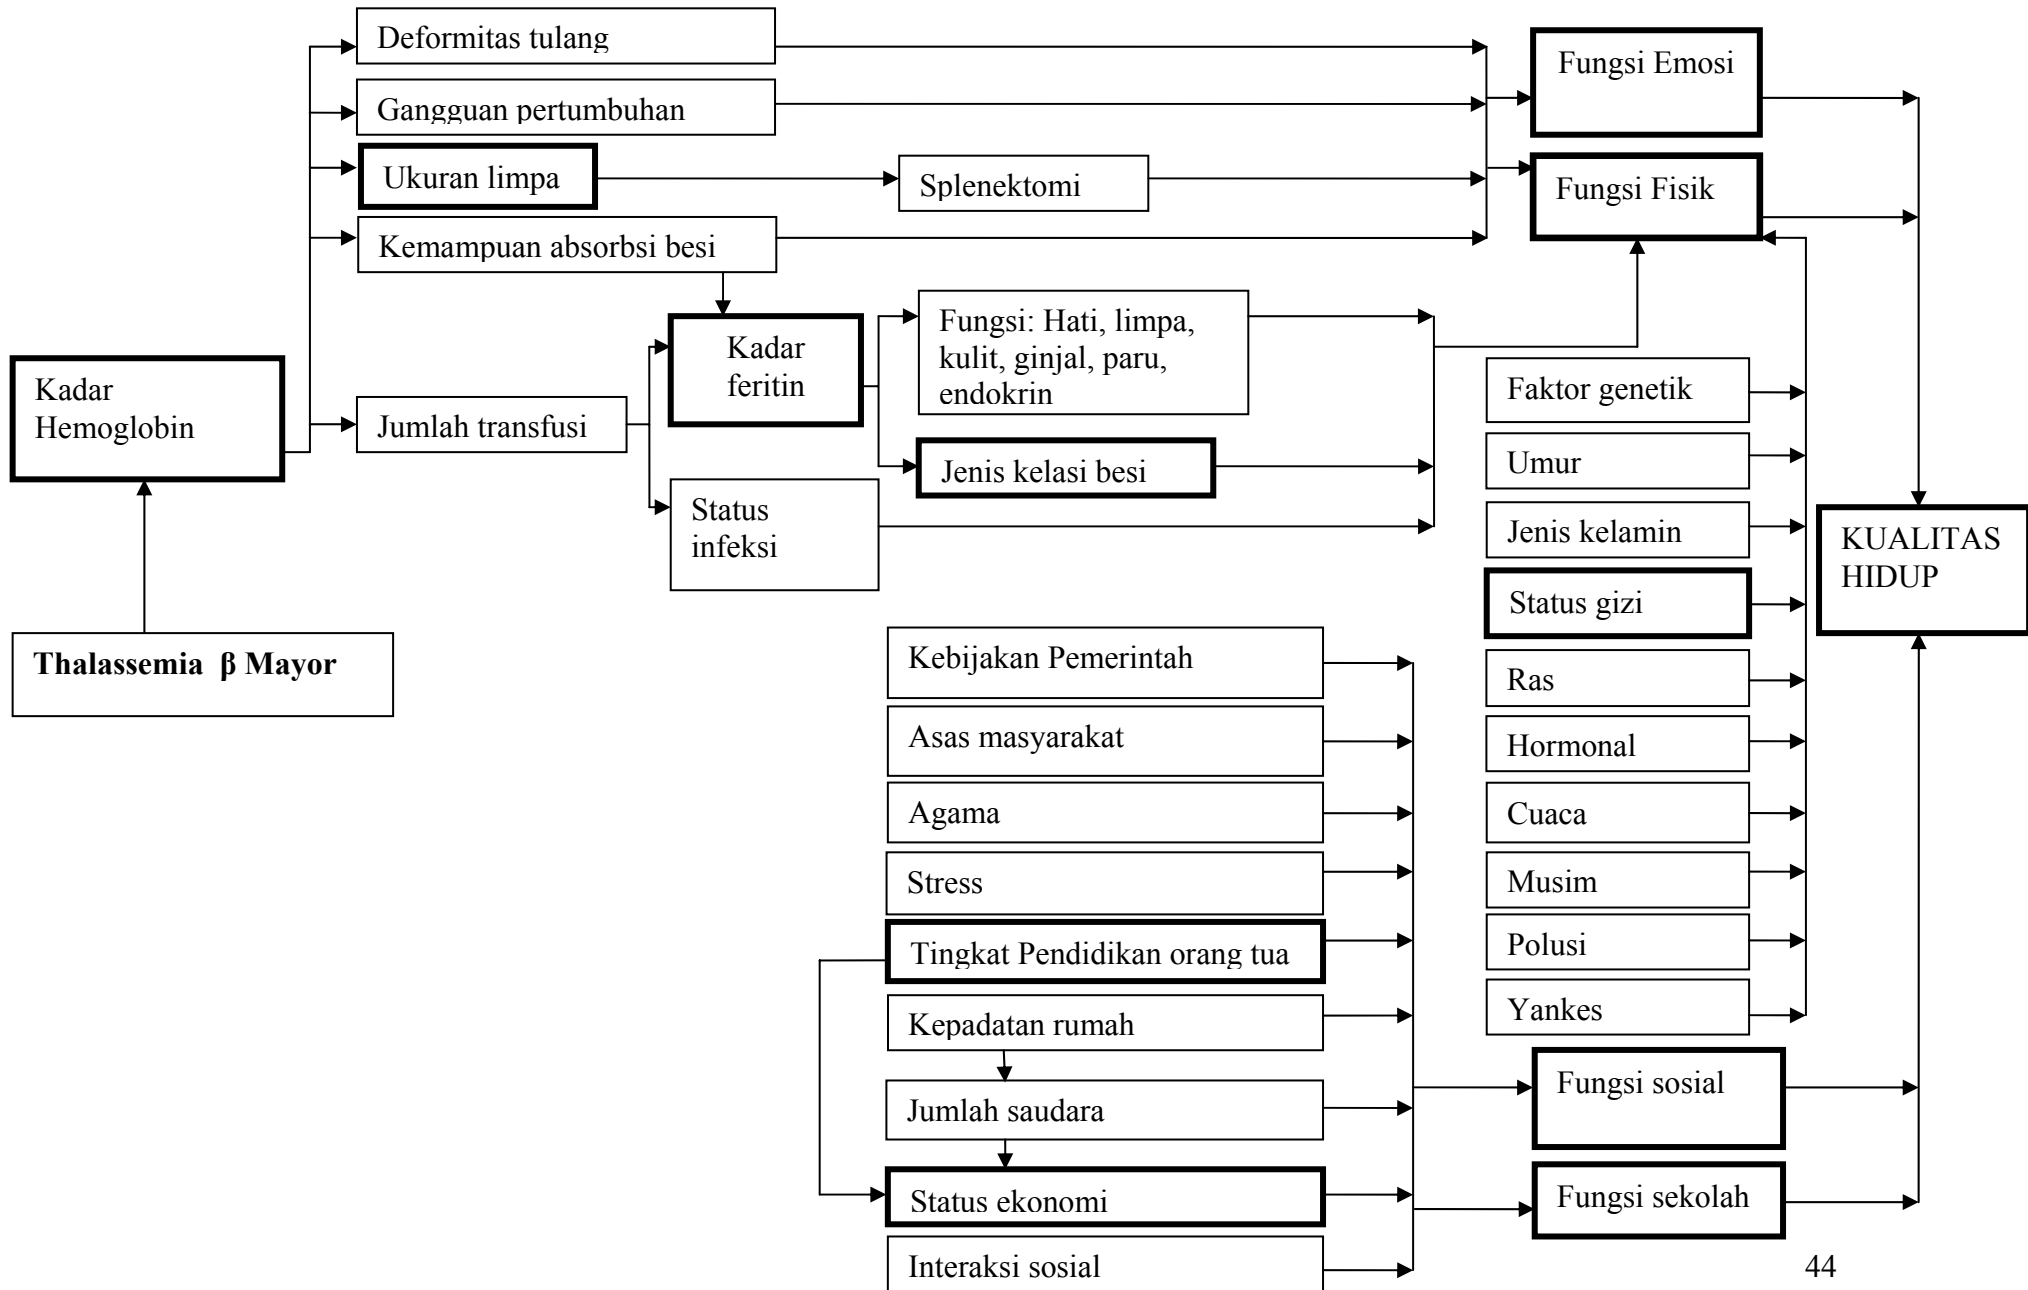 Deformitas tulang
Gangguan pertumbuhan
Ukuran limpa
Splenektomi
Kemampuan absorbsi besi
Fungsi Emosi
Fungsi Fisik
Kadar
Hemoglobin
Jumlah transfusi
Kadar
feritin
Status
infeksi
Fungsi: Hati, limpa,
kulit, ginjal, paru,
endokrin
Jenis kelasi besi
Thalassemia β Mayor
Faktor genetik
Umur
Jenis kelamin
Status gizi
Ras
Hormonal
Cuaca
Musim
Polusi
Yankes
KUALITAS
HIDUP
Kebijakan Pemerintah
Asas masyarakat
Agama
Stress
Tingkat Pendidikan orang tua
Kepadatan rumah
Jumlah saudara
Status ekonomi
Interaksi sosial
Fungsi sosial
Fungsi sekolah
44